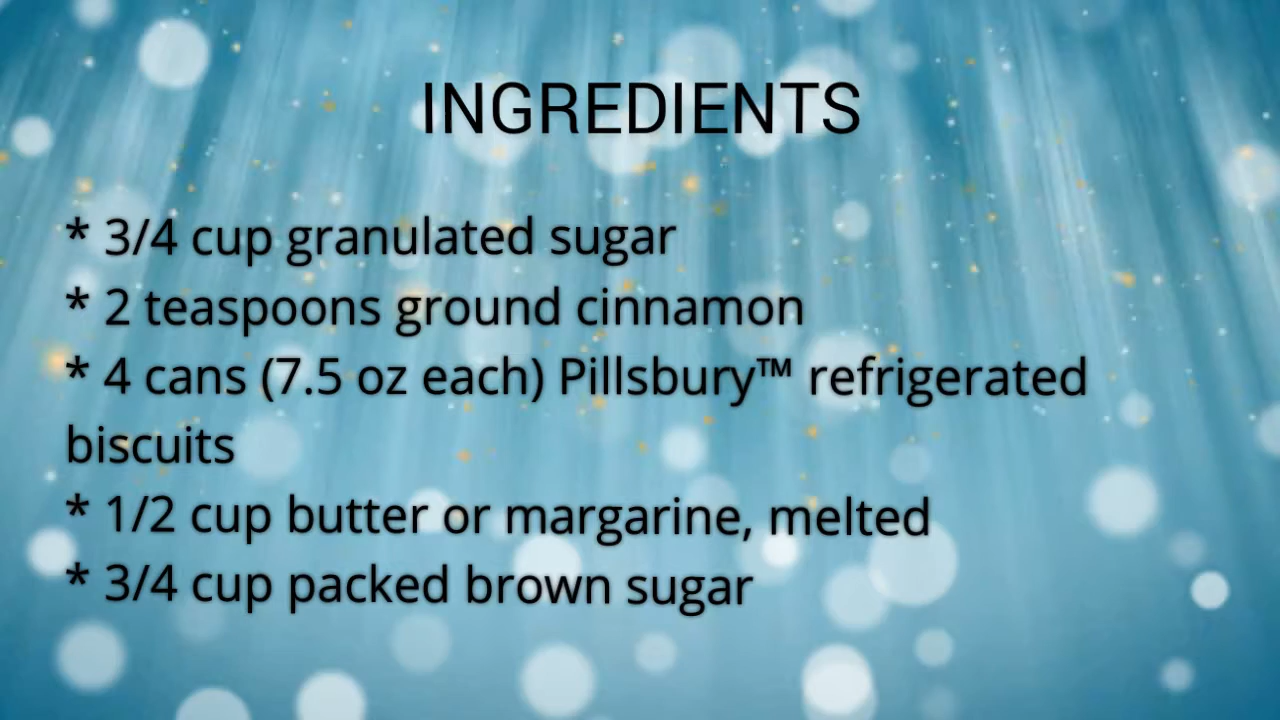 INGREDIENTS
* 3/4 cup granulated sugar
* 2 teaspoons ground cinnamon
* 4 cans (7.5 oz each) Pillsbury™ refrigerated
biscuits
* 1/2 cup butter or margarine, melted
* 3/4 cup packed brown sugar